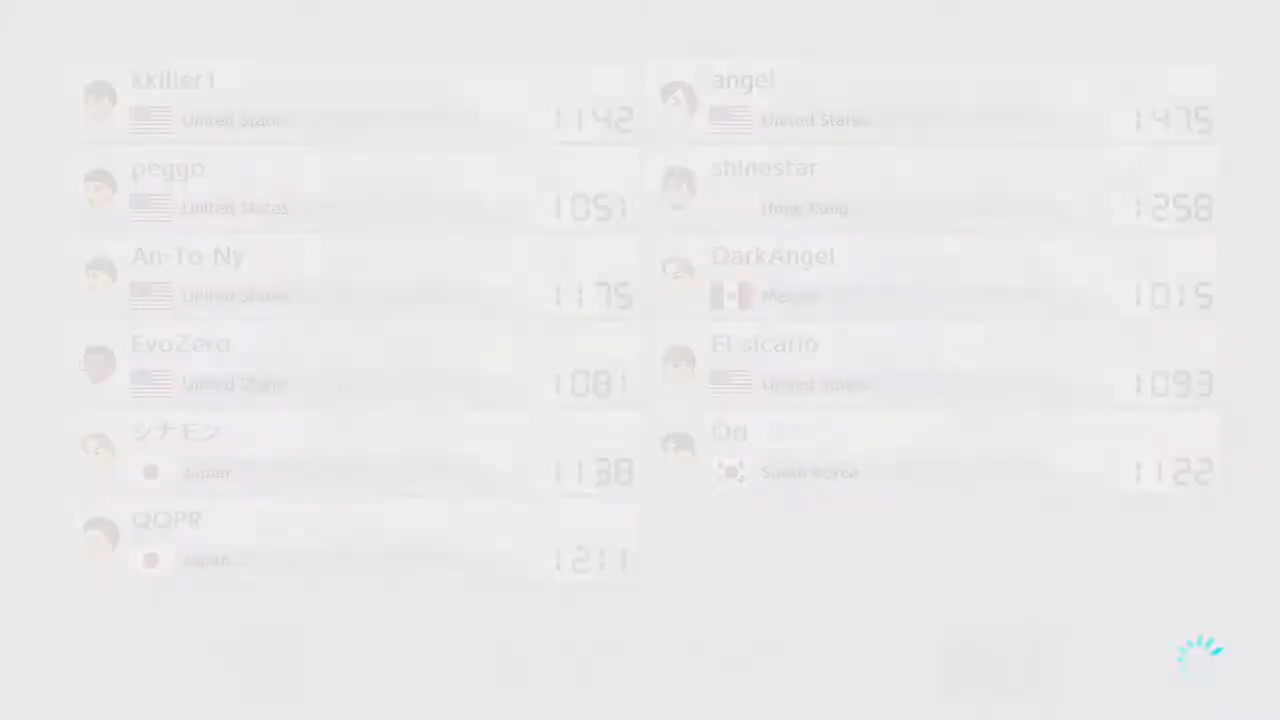 kkiller1
United States 1142
peggo
United States 1051
An-To-Ny
United States 1175
EvoZero
United States 1081
シナモン
Japan 1138
QQPR
Japan 1211
angel
United States 1475
shinestar
Hong Kong 1258
DarkAngel
Mexico 1015
El sicario
United States 1093
On
South Korea 1122